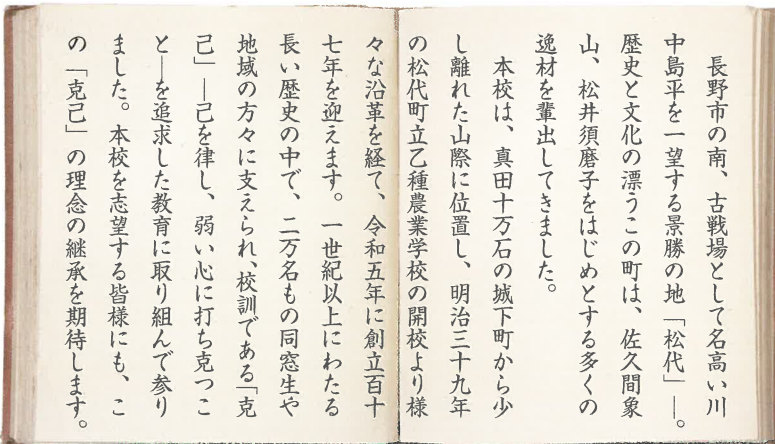 長野市の南、古戦場として名高い川
中島平を一望する景勝の地「松代」―。
歴史と文化の漂うこの町は、佐久間象
山、松井須磨子をはじめとする多くの
逸材を輩出してきました。
本校は、真田十万石の城下町から少
し離れた山際に位置し、明治三十九年
の松代町立乙種農業学校の開校より様
々な沿革を経て、令和五年に創立百十
七年を迎えます。一世紀以上にわたる
長い歴史の中で、二万名もの同窓生や
地域の方々に支えられ、校訓である「克
己」―己を律し、弱い心に打ち克つこ
と―を追求した教育に取り組んで参り
ました。本校を志望する皆様にも、こ
の「克己」の理念の継承を期待します。